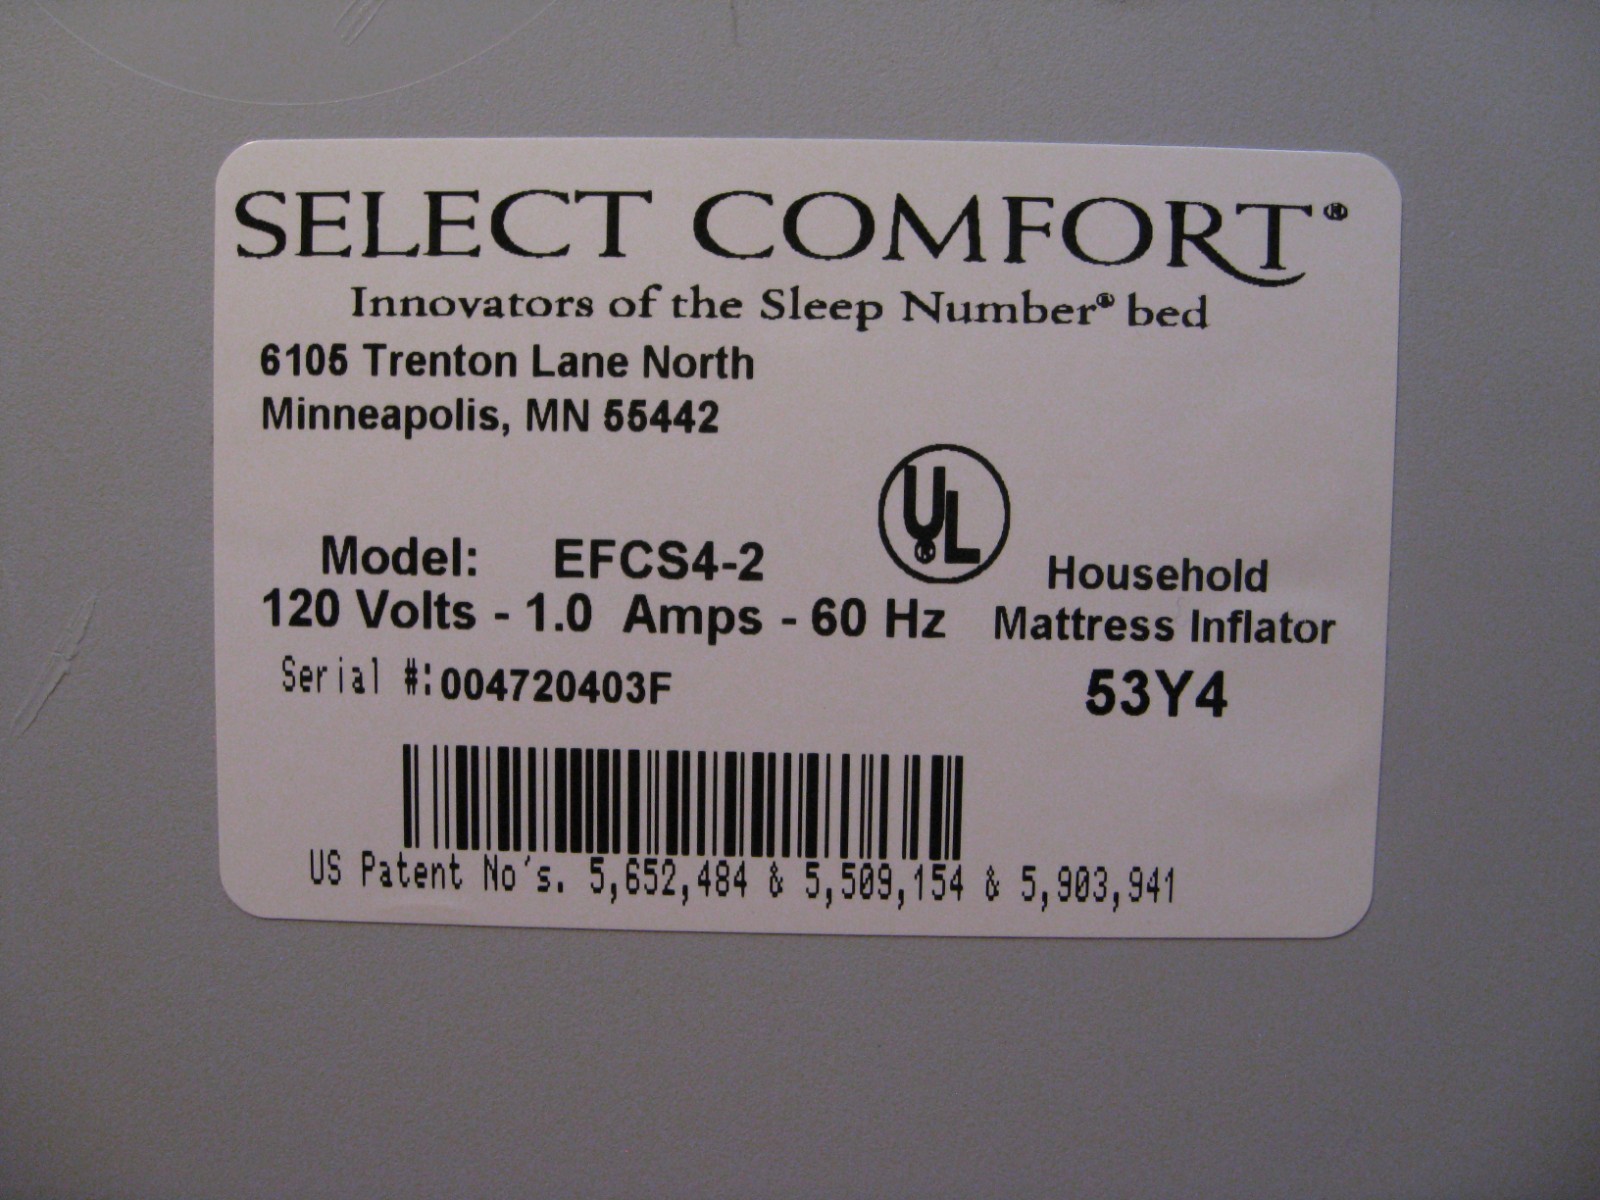 SELECT COMFORT®
Innovators of the Sleep Number® bed
6105 Trenton Lane North
Minneapolis, MN 55442
UL®
Model: EFCS4-2
Household
120 Volts - 1.0 Amps - 60 Hz
Mattress Inflator
Serial #:004720403F
53Y4
US Patent No's. 5,652,484 & 5,509,154 & 5,903,941